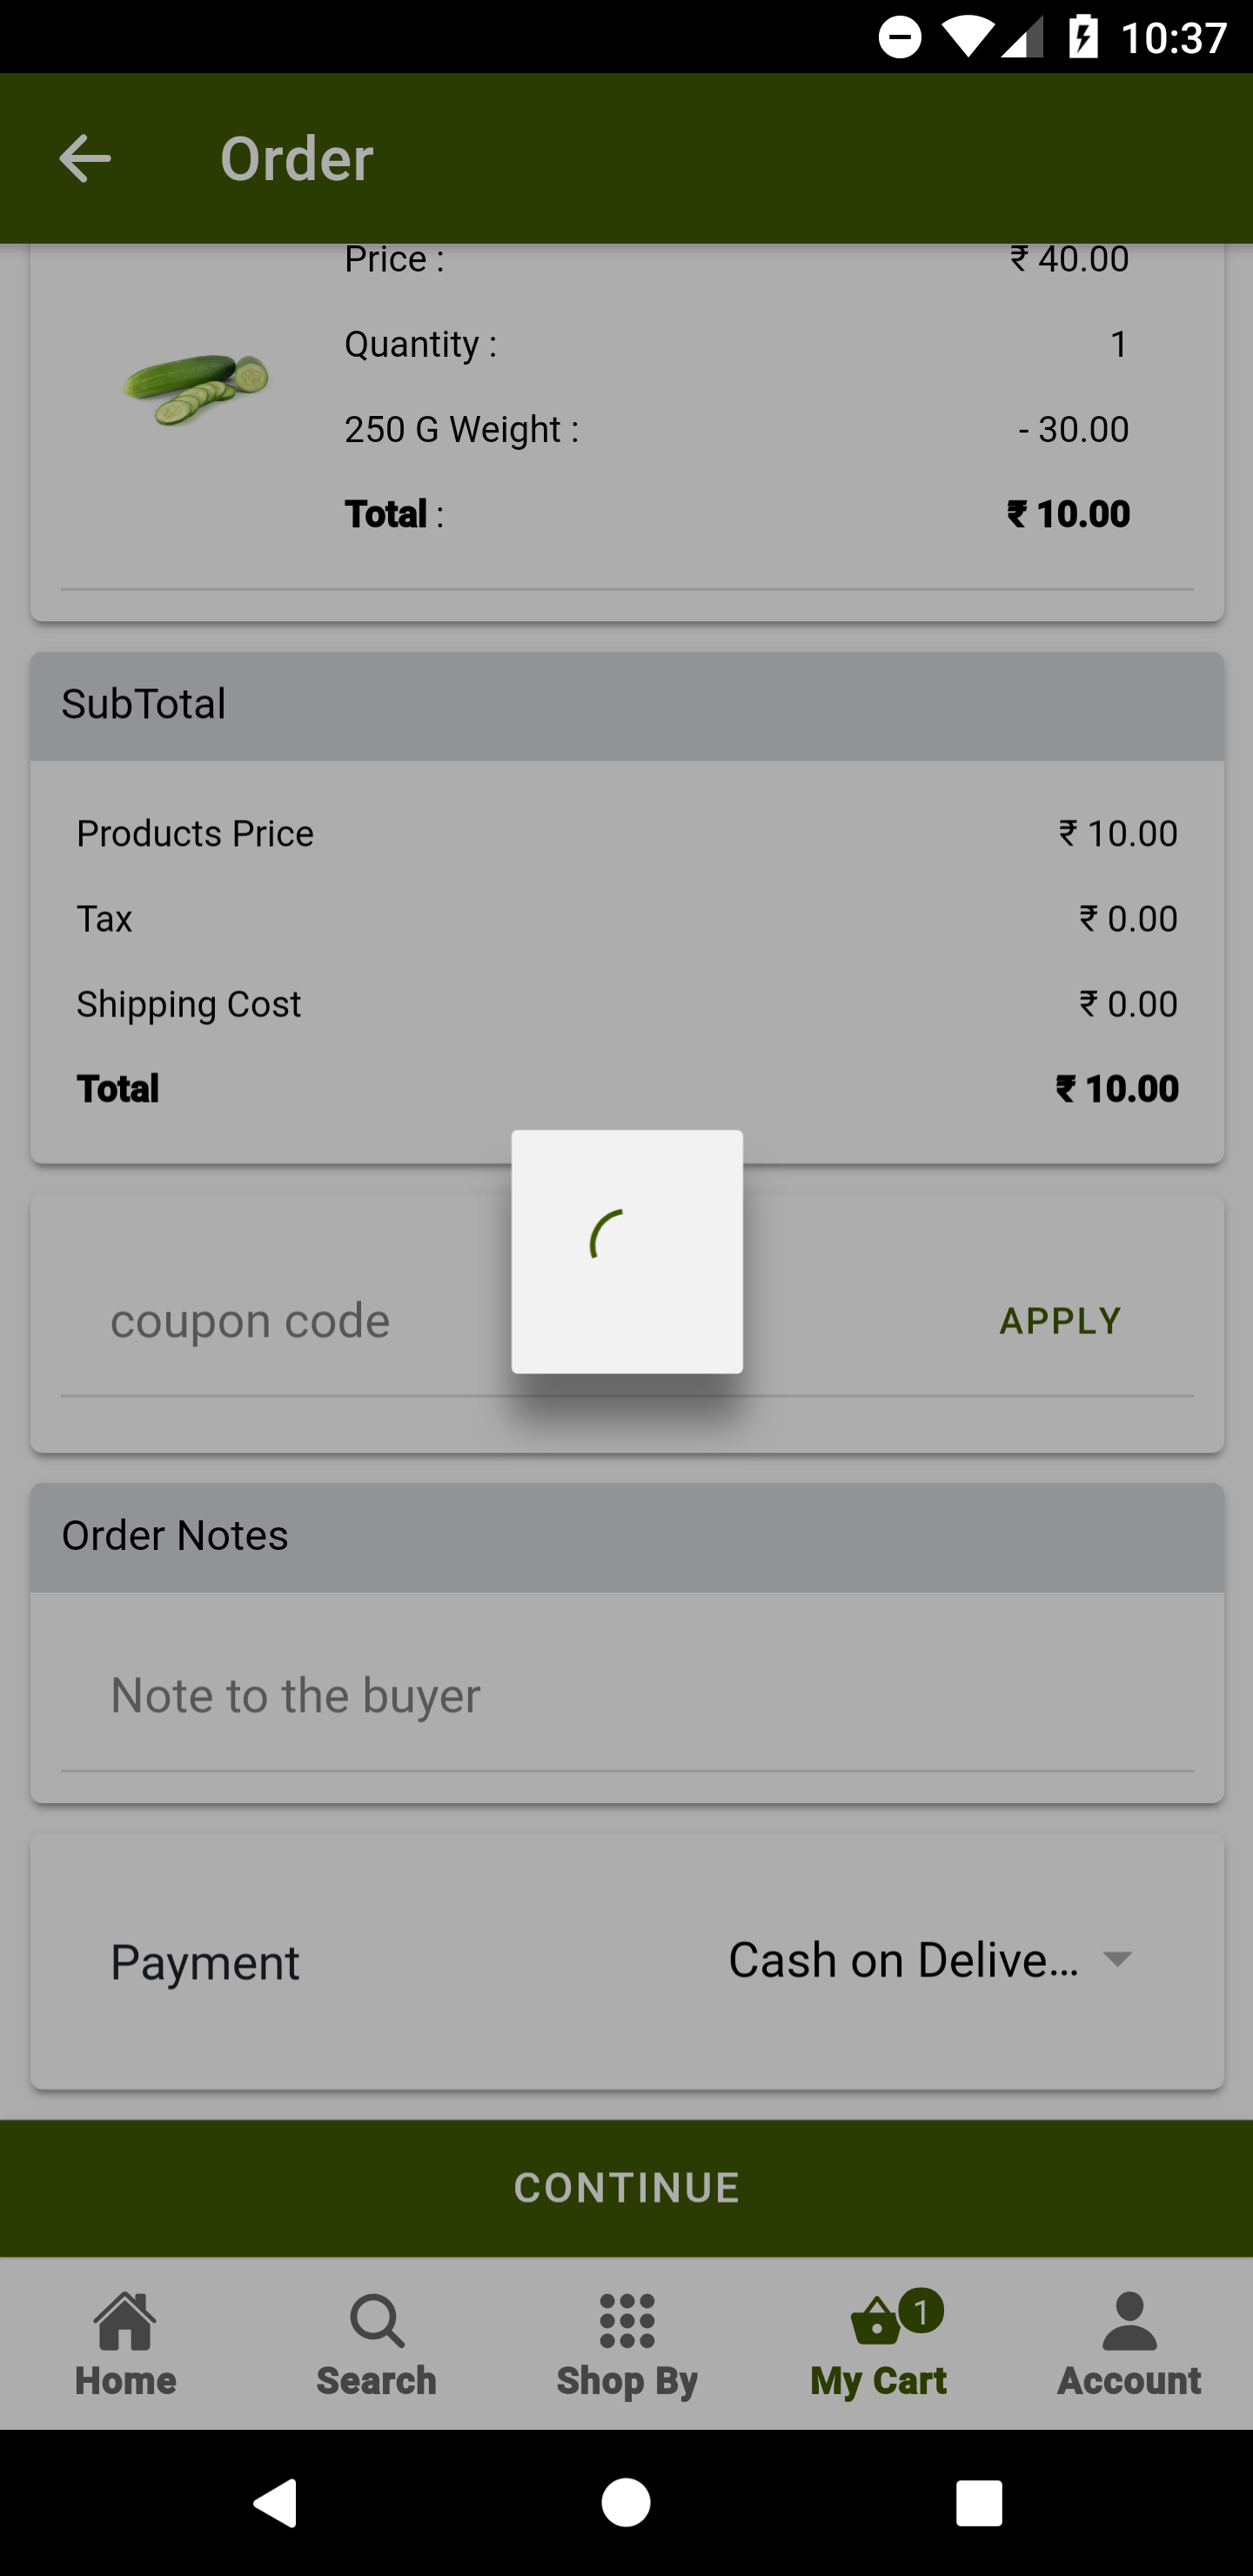 10:37
Order
Price : ₹ 40.00
Quantity : 1
250 G Weight : - 30.00
Total : ₹ 10.00
SubTotal
Products Price ₹ 10.00
Tax ₹ 0.00
Shipping Cost ₹ 0.00
Total ₹ 10.00
coupon code APPLY
Order Notes
Note to the buyer
Payment Cash on Delive...
CONTINUE
1
Home Search Shop By My Cart Account